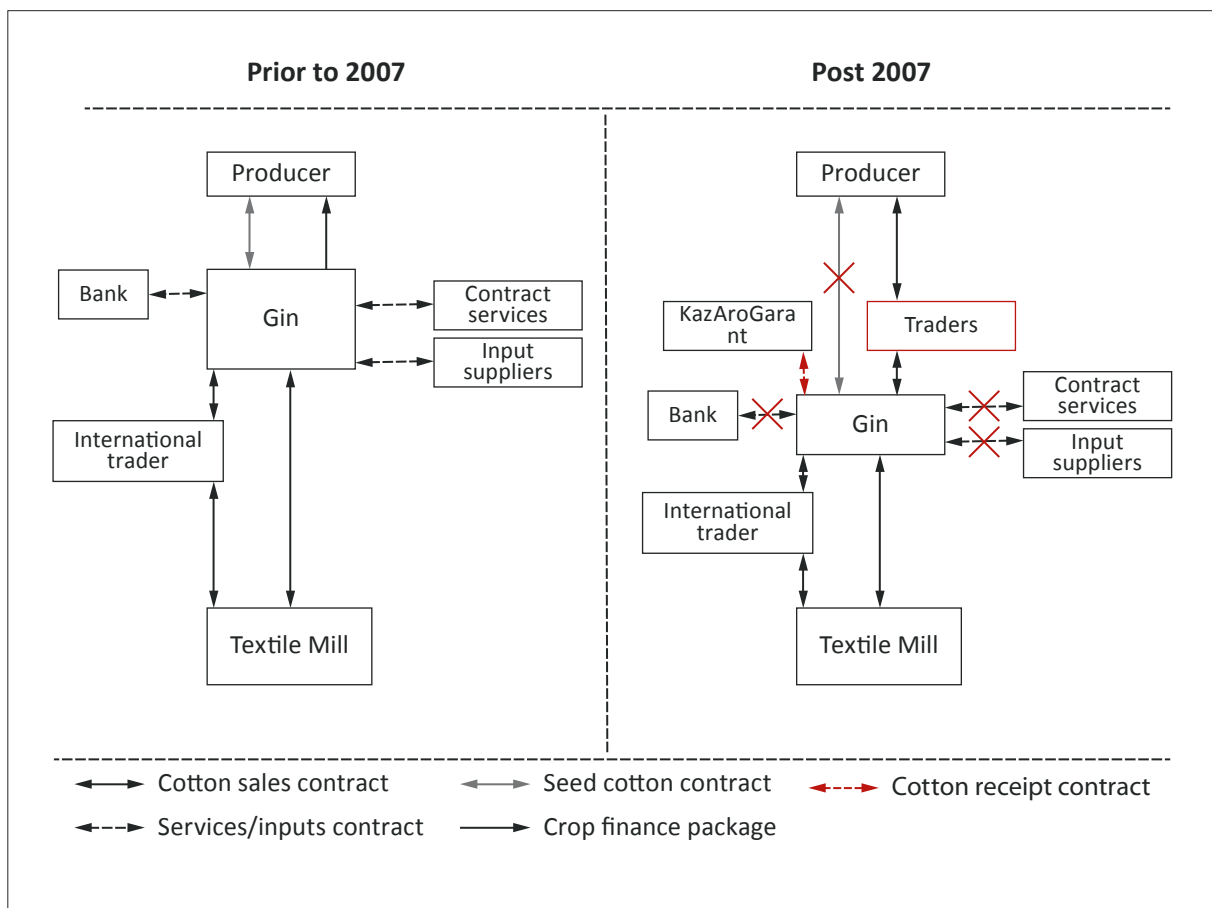 Prior to 2007
Producer
Bank
Gin
Contract
services
Input
suppliers
International
trader
Textile Mill
Post 2007
Producer
KazAroGara
nt
Traders
Bank
Gin
Contract
services
Input
suppliers
International
trader
Textile Mill
Cotton sales contract
Seed cotton contract
Cotton receipt contract
Services/inputs contract
Crop finance package